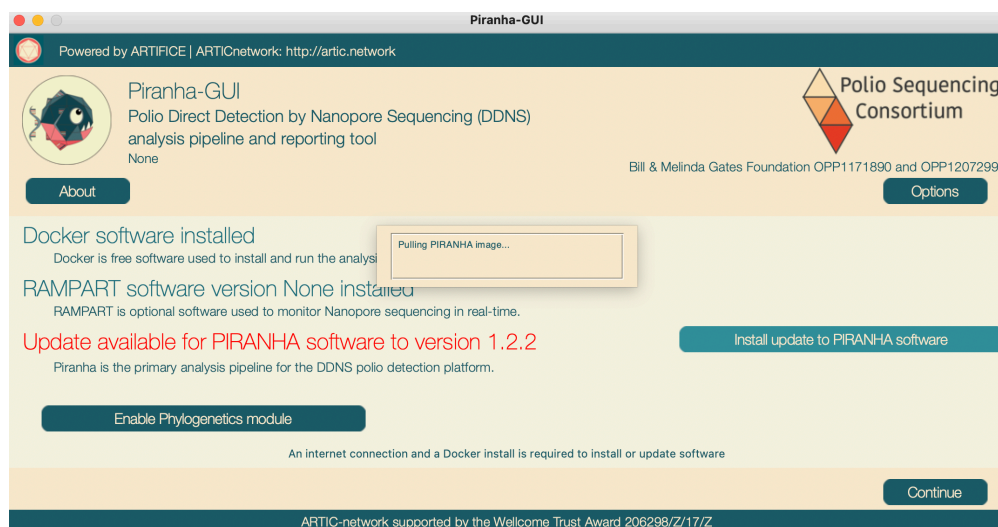 Piranha-GUI
Powered by ARTIFICE | ARTICnetwork: http://artic.network
Piranha-GUI
Polio Direct Detection by Nanopore Sequencing (DDNS)
analysis pipeline and reporting tool
None
Polio Sequencing
Consortium
Bill & Melinda Gates Foundation OPP1171890 and OPP1207299
About
Options
Docker software installed
Docker is free software used to install and run the analysi
Pulling PIRANHA image...
RAMPART software version None installed
RAMPART is optional software used to monitor Nanopore sequencing in real-time.
Update available for PIRANHA software to version 1.2.2
Install update to PIRANHA software
Piranha is the primary analysis pipeline for the DDNS polio detection platform.
Enable Phylogenetics module
An internet connection and a Docker install is required to install or update software
Continue
ARTIC-network supported by the Wellcome Trust Award 206298/Z/17/Z